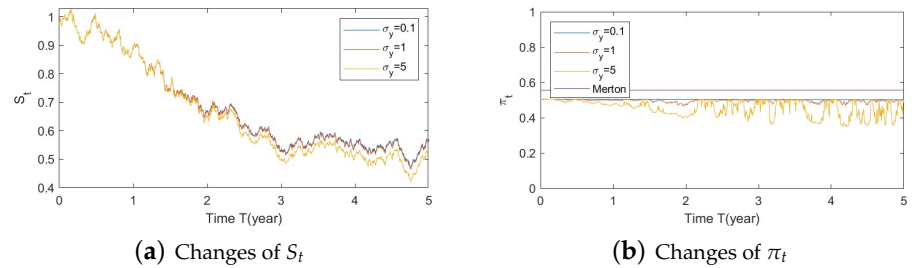 1
0.9
0.8
0.7
0.6
0.5
0.4
S_t
0 1 2 3 4 5
Time T(year)
σ_y=0.1
σ_y=1
σ_y=5
(a) Changes of S_t
1
0.8
0.6
0.4
0.2
0
π_t
0 1 2 3 4 5
Time T(year)
σ_y=0.1
σ_y=1
σ_y=5
Merton
(b) Changes of π_t